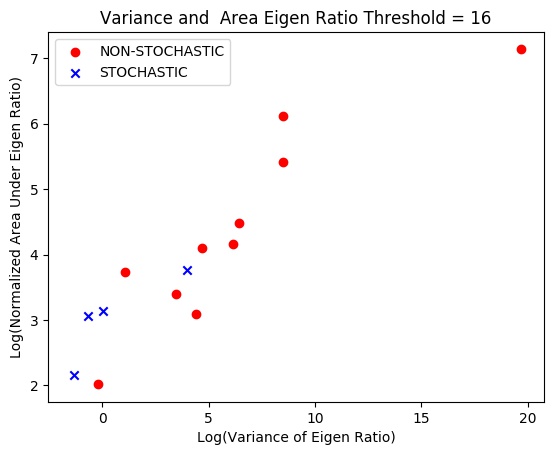 Variance and  Area Eigen Ratio Threshold = 16
NON-STOCHASTIC
STOCHASTIC
Log(Normalized Area Under Eigen Ratio)
7
6
5
4
3
2
0 5 10 15 20
Log(Variance of Eigen Ratio)